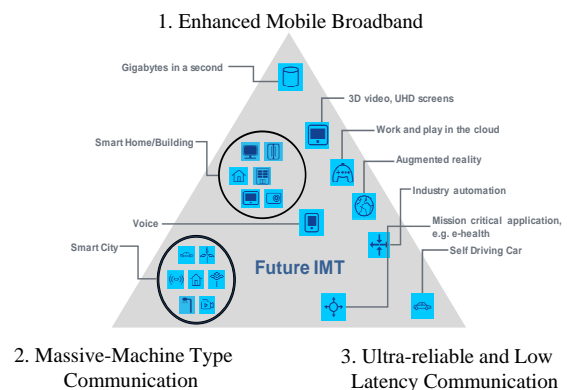 1. Enhanced Mobile Broadband
Gigabytes in a second
3D video, UHD screens
Smart Home/Building
Work and play in the cloud
Augmented reality
Industry automation
Voice
Mission critical application,
e.g. e-health
Smart City
Self Driving Car
Future IMT
2. Massive-Machine Type
Communication
3. Ultra-reliable and Low
Latency Communication